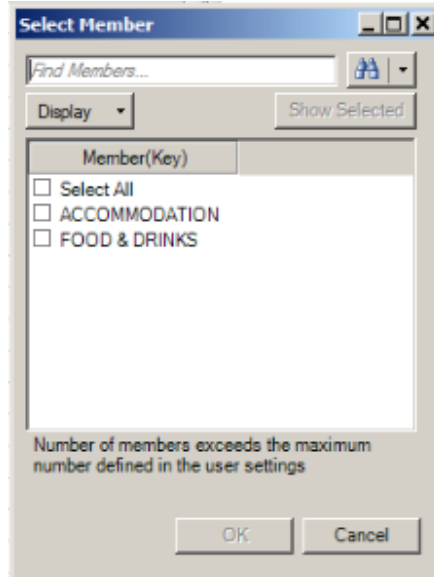 Select Member
Find Members...
Display
Show Selected
Member(Key)
Select All
ACCOMMODATION
FOOD & DRINKS
Number of members exceeds the maximum
number defined in the user settings
OK
Cancel